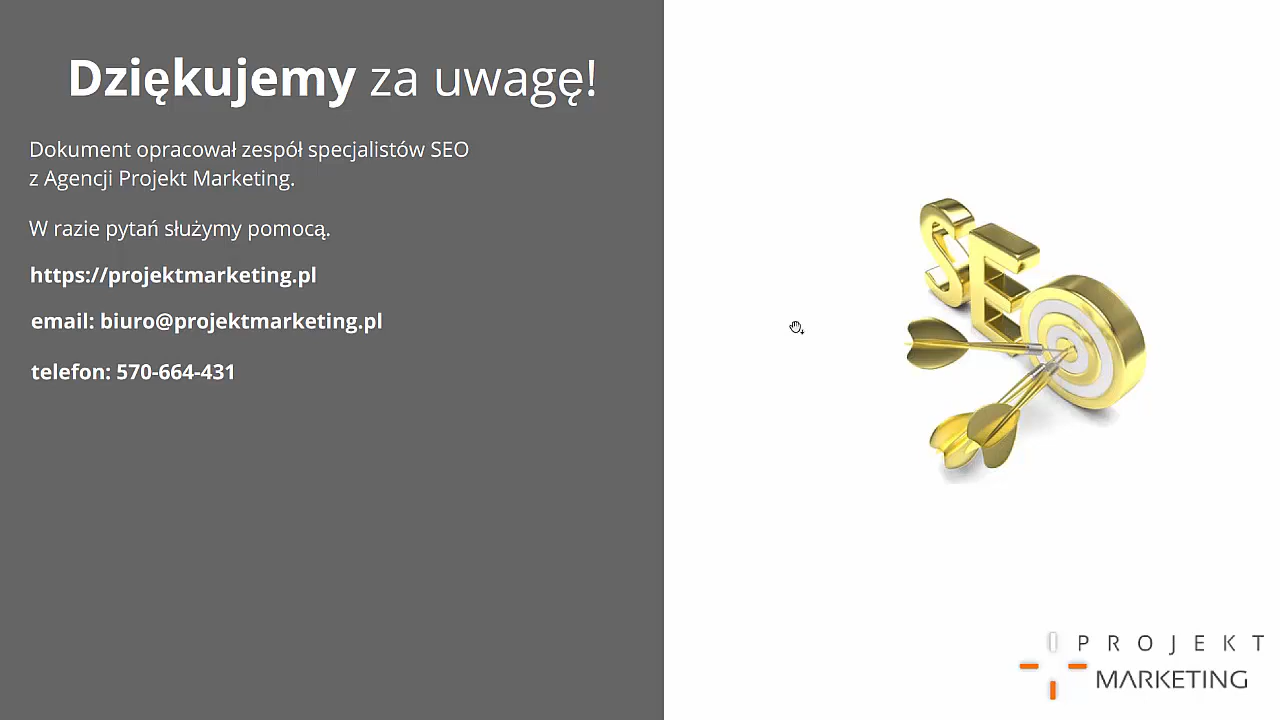 Dziękujemy za uwagę!
Dokument opracował zespół specjalistów SEO
z Agencji Projekt Marketing.
W razie pytań służymy pomocą.
https://projektmarketing.pl
email: biuro@projektmarketing.pl
telefon: 570-664-431
SEO
PROJEKT
MARKETING